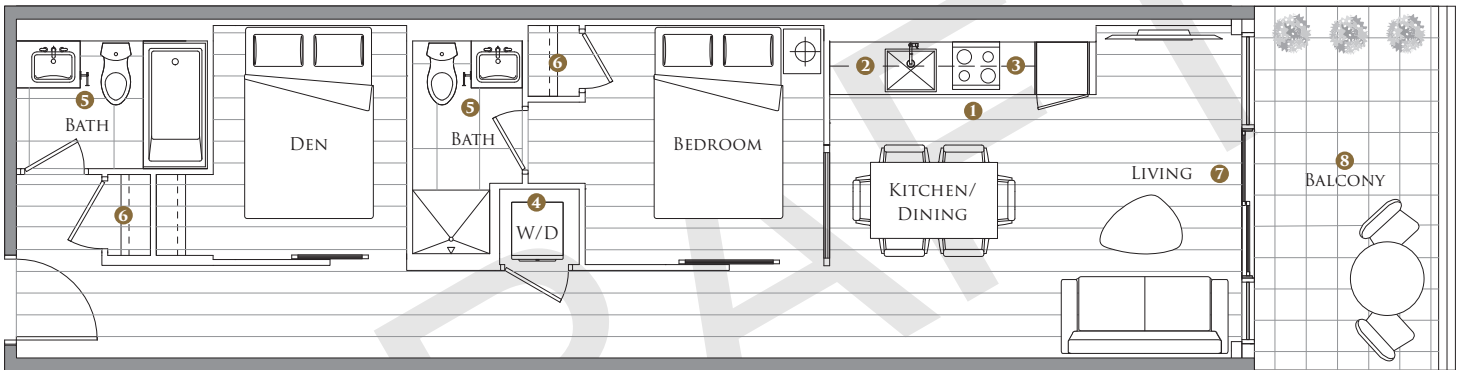 DRAFT
5
BATH
6
DEN
5
BATH
6
4
W/D
BEDROOM
2
3
1
KITCHEN/
DINING
LIVING
7
8
BALCONY